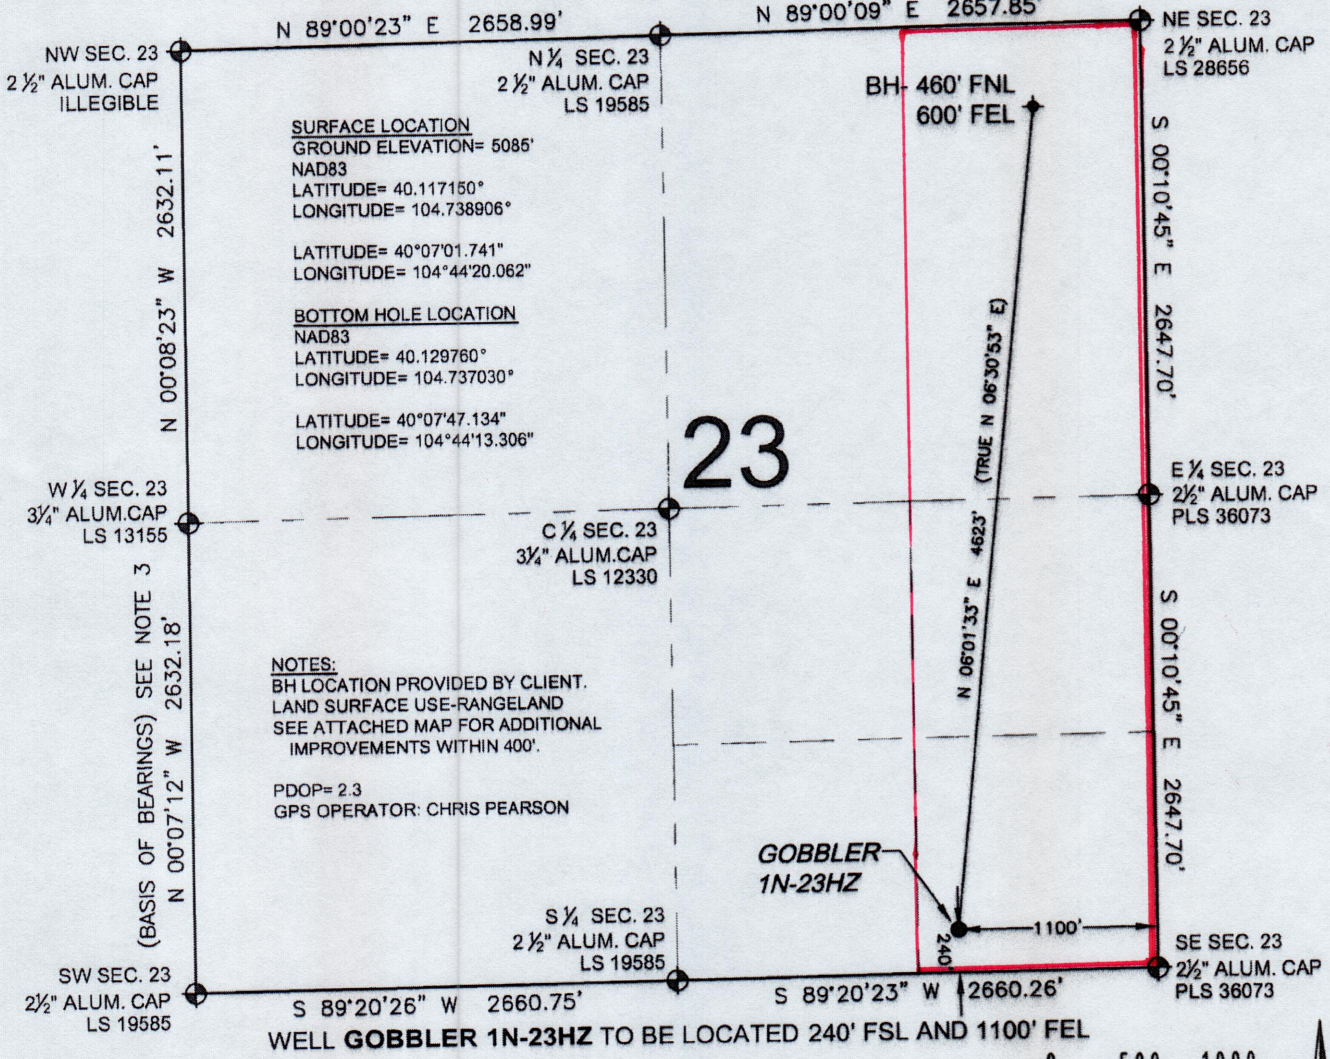 N 89°00'23" E 2658.99'
N 89°00'09" E 2657.85'
NW SEC. 23
2 ½" ALUM. CAP
ILLEGIBLE
N ¼ SEC. 23
2 ½" ALUM. CAP
LS 19585
NE SEC. 23
2 ½" ALUM. CAP
LS 28656
BH- 460' FNL
600' FEL
SURFACE LOCATION
GROUND ELEVATION= 5085'
NAD83
LATITUDE= 40.117150°
LONGITUDE= 104.738906°
LATITUDE= 40°07'01.741"
LONGITUDE= 104°44'20.062"
BOTTOM HOLE LOCATION
NAD83
LATITUDE= 40.129760°
LONGITUDE= 104.737030°
LATITUDE= 40°07'47.134"
LONGITUDE= 104°44'13.306"
N 00°08'23" W 2632.11'
S 00°10'45" E 2647.70'
23
N 06°01'33" E 4623' (TRUE N 06°30'53" E)
W ¼ SEC. 23
3¼" ALUM.CAP
LS 13155
C ¼ SEC. 23
3¼" ALUM.CAP
LS 12330
E ¼ SEC. 23
2½" ALUM. CAP
PLS 36073
(BASIS OF BEARINGS) SEE NOTE 3
N 00°07'12" W 2632.18'
S 00°10'45" E 2647.70'
NOTES:
BH LOCATION PROVIDED BY CLIENT.
LAND SURFACE USE-RANGELAND
SEE ATTACHED MAP FOR ADDITIONAL
IMPROVEMENTS WITHIN 400'.
PDOP= 2.3
GPS OPERATOR: CHRIS PEARSON
GOBBLER
1N-23HZ
1100'
240'
S ¼ SEC. 23
2 ½" ALUM. CAP
LS 19585
SW SEC. 23
2½" ALUM. CAP
LS 19585
SE SEC. 23
2½" ALUM. CAP
PLS 36073
S 89°20'26" W 2660.75'
S 89°20'23" W 2660.26'
WELL GOBBLER 1N-23HZ TO BE LOCATED 240' FSL AND 1100' FEL
0 500 1000